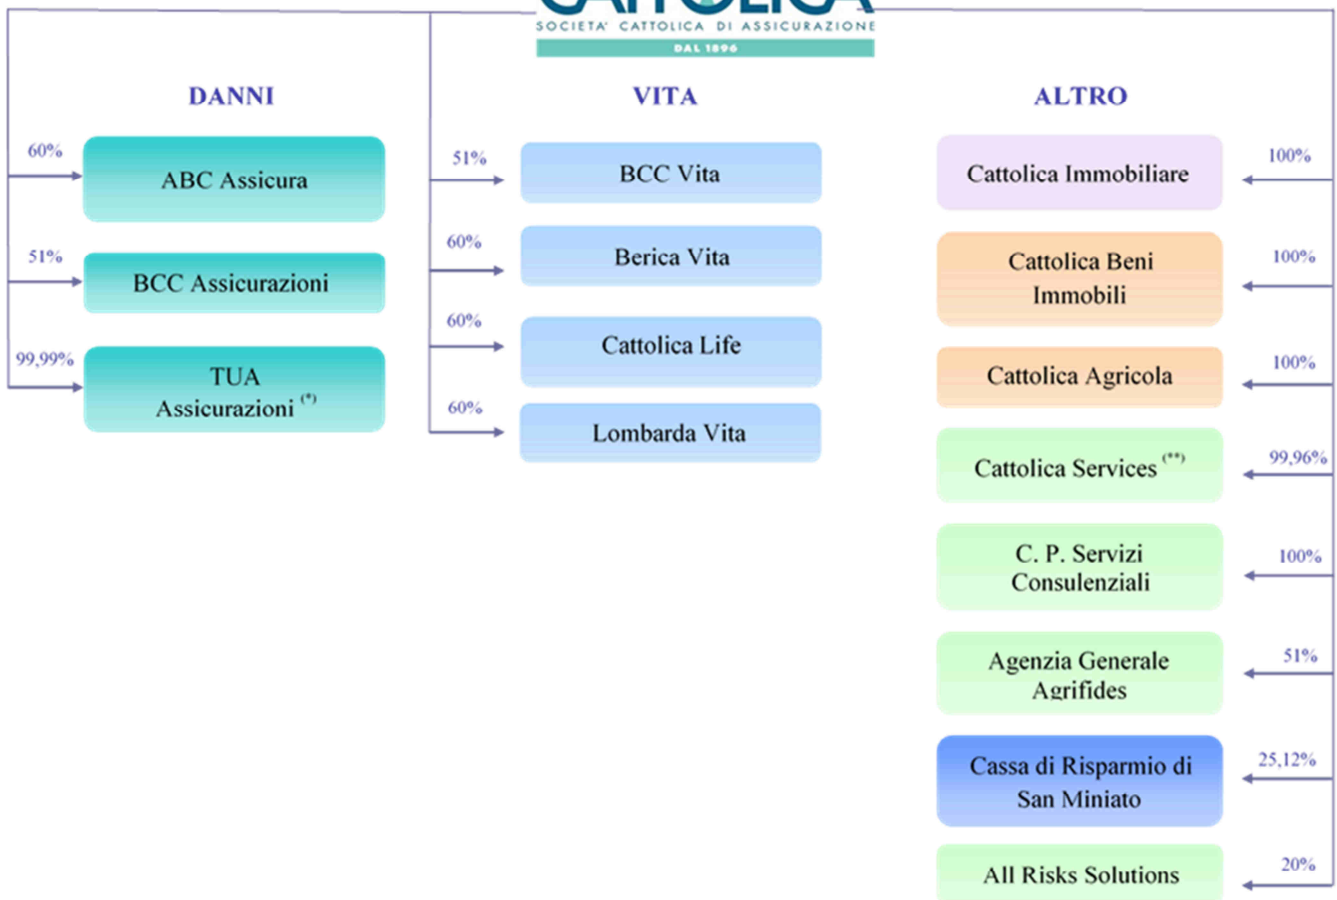 CATTOLICA
SOCIETA' CATTOLICA DI ASSICURAZIONE
DAL 1896
DANNI
60%
ABC Assicura
51%
BCC Assicurazioni
99,99%
TUA
Assicurazioni (*)
VITA
51%
BCC Vita
60%
Berica Vita
60%
Cattolica Life
60%
Lombarda Vita
ALTRO
Cattolica Immobiliare
100%
Cattolica Beni
Immobili
100%
Cattolica Agricola
100%
Cattolica Services (**)
99,96%
C. P. Servizi
Consulenziali
100%
Agenzia Generale
Agrifides
51%
Cassa di Risparmio di
San Miniato
25,12%
All Risks Solutions
20%